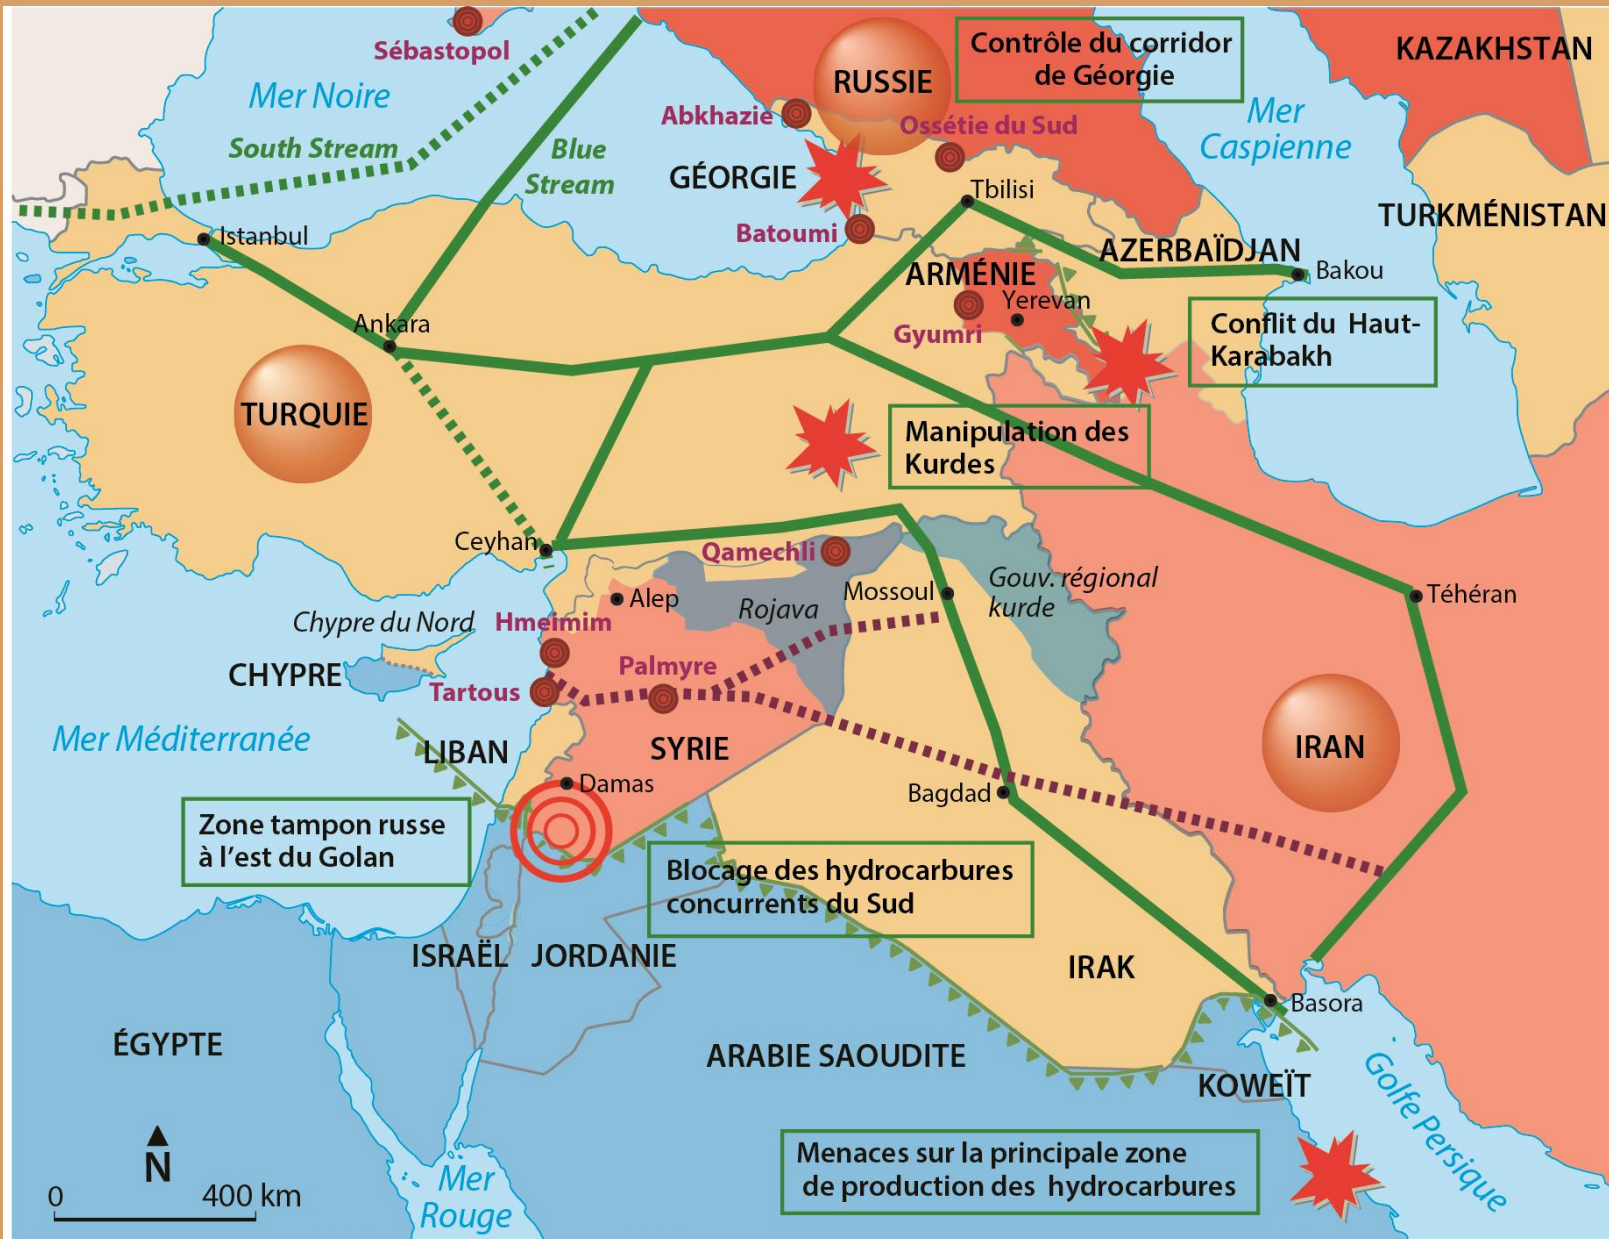 Sébastopol
Mer Noire
South Stream
Blue
Stream
Abkhazie
RUSSIE
Contrôle du corridor
de Géorgie
KAZAKHSTAN
Mer
Caspienne
Ossétie du Sud
GÉORGIE
Tbilisi
TURKMÉNISTAN
Istanbul
Batoumi
AZERBAÏDJAN
Bakou
ARMÉNIE
Yerevan
Gyumri
Conflit du Haut-
Karabakh
Ankara
TURQUIE
Manipulation des
Kurdes
Ceyhan
Qamechli
Mossoul
Gouv. régional
kurde
Téhéran
Alep
Rojava
Chypre du Nord
Hmeimim
CHYPRE
Tartous
Palmyre
Mer Méditerranée
LIBAN
SYRIE
IRAN
Damas
Bagdad
Zone tampon russe
à l'est du Golan
Blocage des hydrocarbures
concurrents du Sud
ISRAËL
JORDANIE
IRAK
Basora
ÉGYPTE
ARABIE SAOUDITE
KOWEÏT
Golfe Persique
Menaces sur la principale zone
de production des hydrocarbures
N
0 400 km
Mer
Rouge